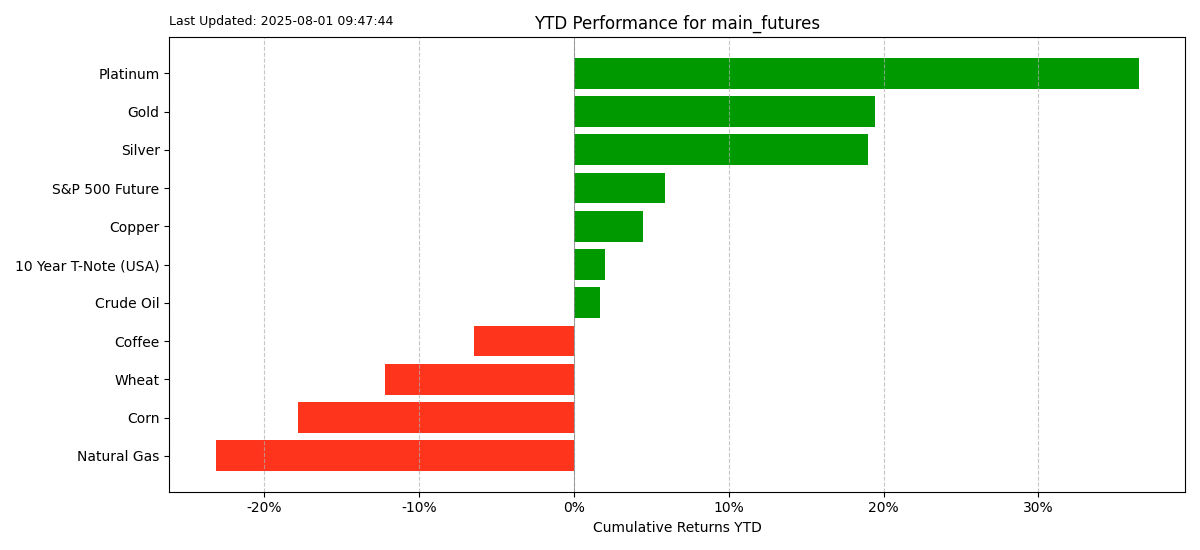 Last Updated: 2025-08-01 09:47:44
YTD Performance for main_futures
Platinum
Gold
Silver
S&P 500 Future
Copper
10 Year T-Note (USA)
Crude Oil
Coffee
Wheat
Corn
Natural Gas
-20% -10% 0% 10% 20% 30%
Cumulative Returns YTD